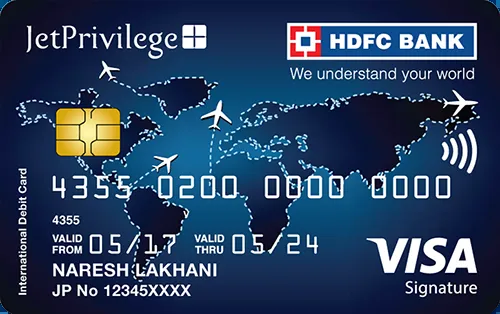 JetPrivilege
HDFC BANK
We understand your world
International Debit Card
4355 0200 0000 0000
4355
VALID FROM 05/17 VALID THRU 05/24
NARESH LAKHANI
JP No 12345XXXX
VISA
Signature